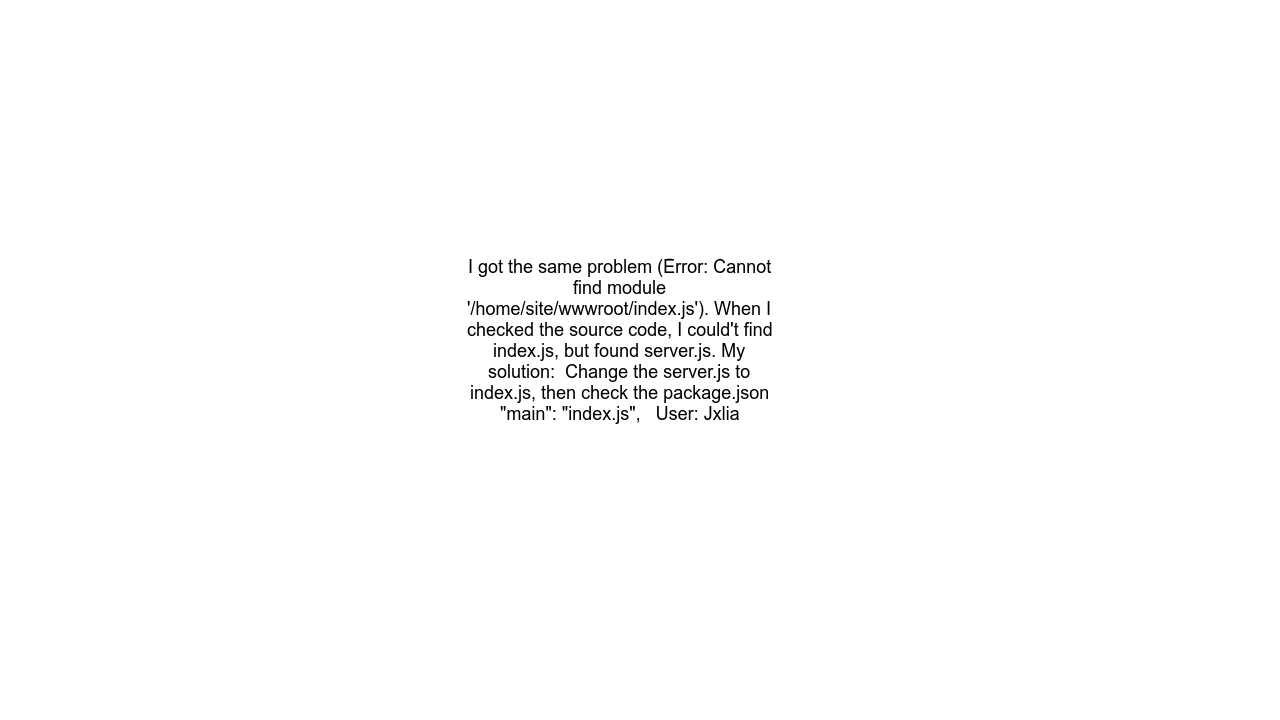 I got the same problem (Error: Cannot
find module
'/home/site/wwwroot/index.js'). When I
checked the source code, I could't find
index.js, but found server.js. My
solution:  Change the server.js to
index.js, then check the package.json
"main": "index.js",   User: Jxlia